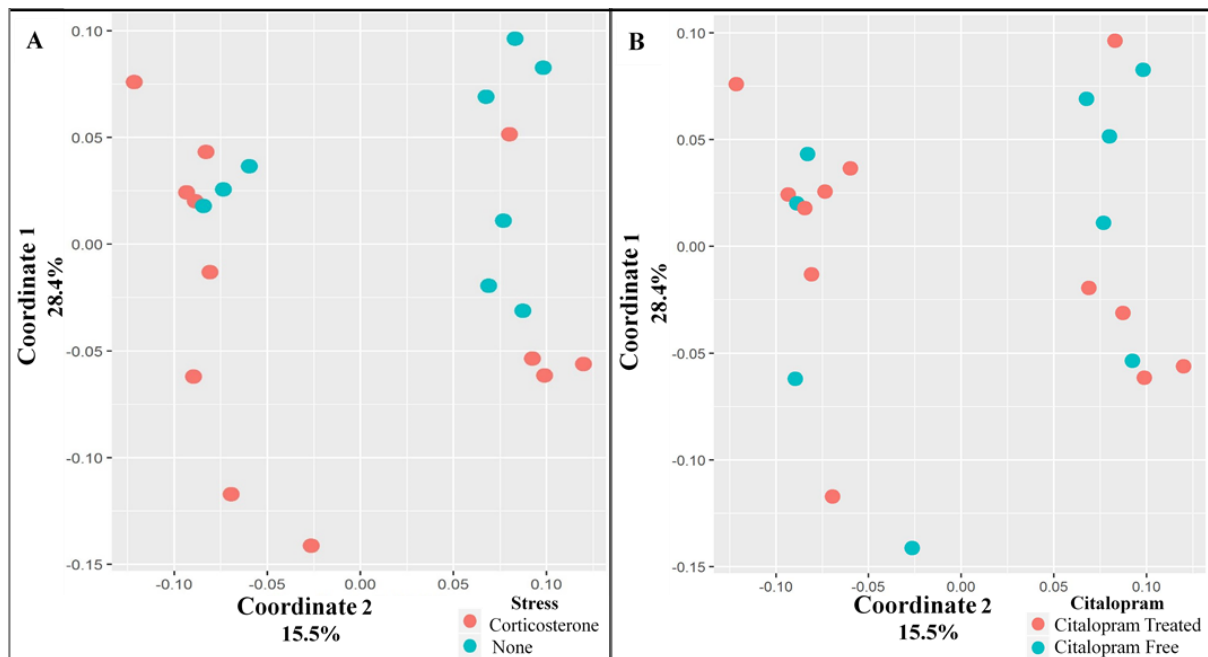 A
0.10
0.05
0.00
-0.05
-0.10
-0.15
Coordinate 1
28.4%
-0.10 -0.05 0.00 0.05 0.10
Coordinate 2
15.5%
Stress
Corticosterone
None
B
0.10
0.05
0.00
-0.05
-0.10
-0.15
Coordinate 1
28.4%
-0.10 -0.05 0.00 0.05 0.10
Coordinate 2
15.5%
Citalopram
Citalopram Treated
Citalopram Free